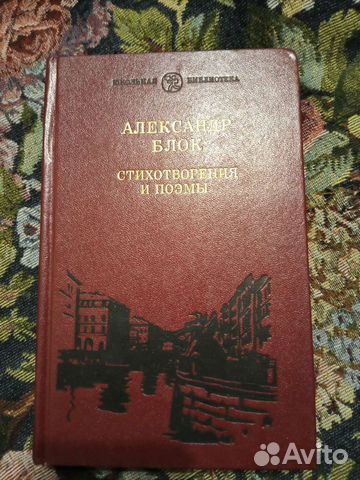 ШКОЛЬНАЯ БИБЛИОТЕКА
АЛЕКСАНДР
БЛОК
СТИХОТВОРЕНИЯ
И ПОЭМЫ
Avito